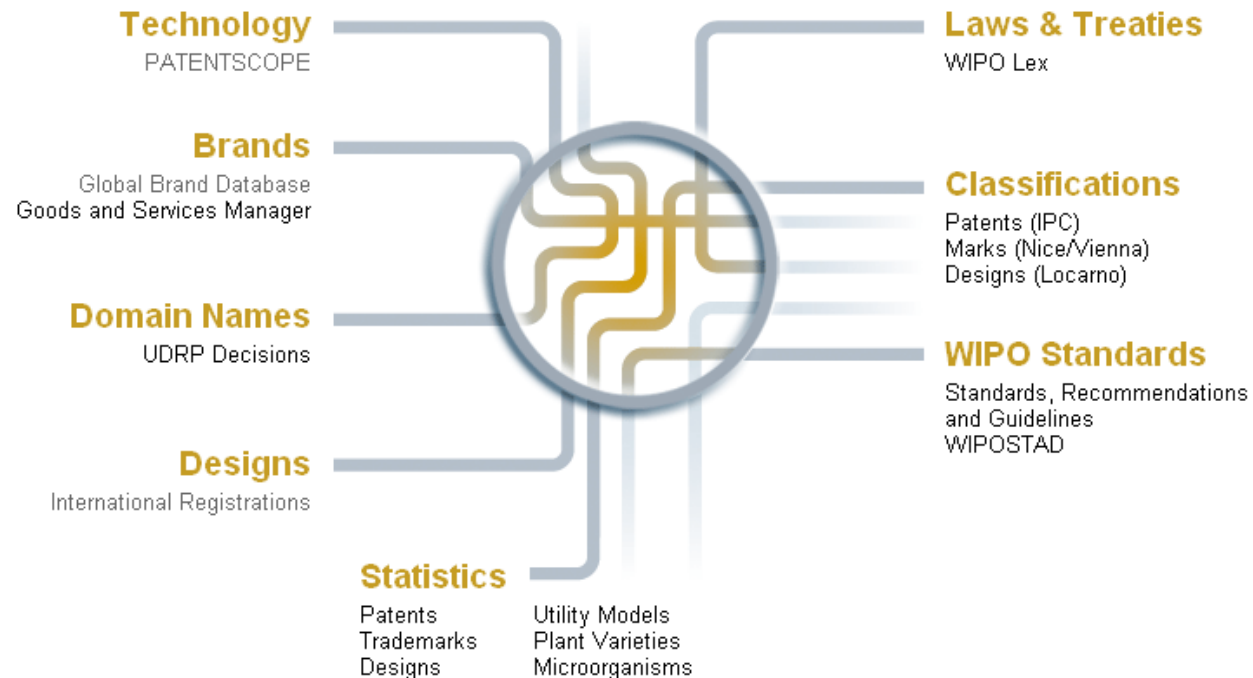 Technology
PATENTSCOPE
Brands
Global Brand Database
Goods and Services Manager
Domain Names
UDRP Decisions
Designs
International Registrations
Statistics
Patents
Trademarks
Designs
Utility Models
Plant Varieties
Microorganisms
Laws & Treaties
WIPO Lex
Classifications
Patents (IPC)
Marks (Nice/Vienna)
Designs (Locarno)
WIPO Standards
Standards, Recommendations
and Guidelines
WIPOSTAD